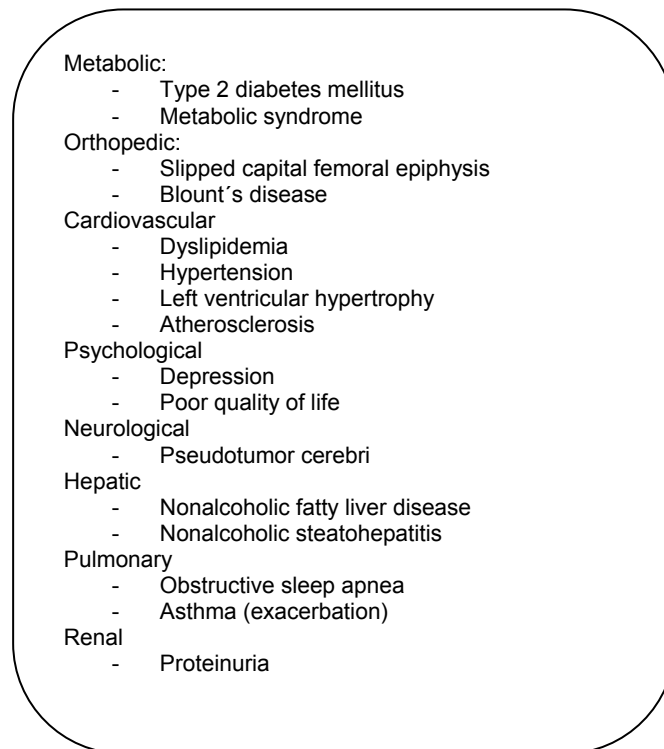 Metabolic:
- Type 2 diabetes mellitus
- Metabolic syndrome
Orthopedic:
- Slipped capital femoral epiphysis
- Blount´s disease
Cardiovascular
- Dyslipidemia
- Hypertension
- Left ventricular hypertrophy
- Atherosclerosis
Psychological
- Depression
- Poor quality of life
Neurological
- Pseudotumor cerebri
Hepatic
- Nonalcoholic fatty liver disease
- Nonalcoholic steatohepatitis
Pulmonary
- Obstructive sleep apnea
- Asthma (exacerbation)
Renal
- Proteinuria